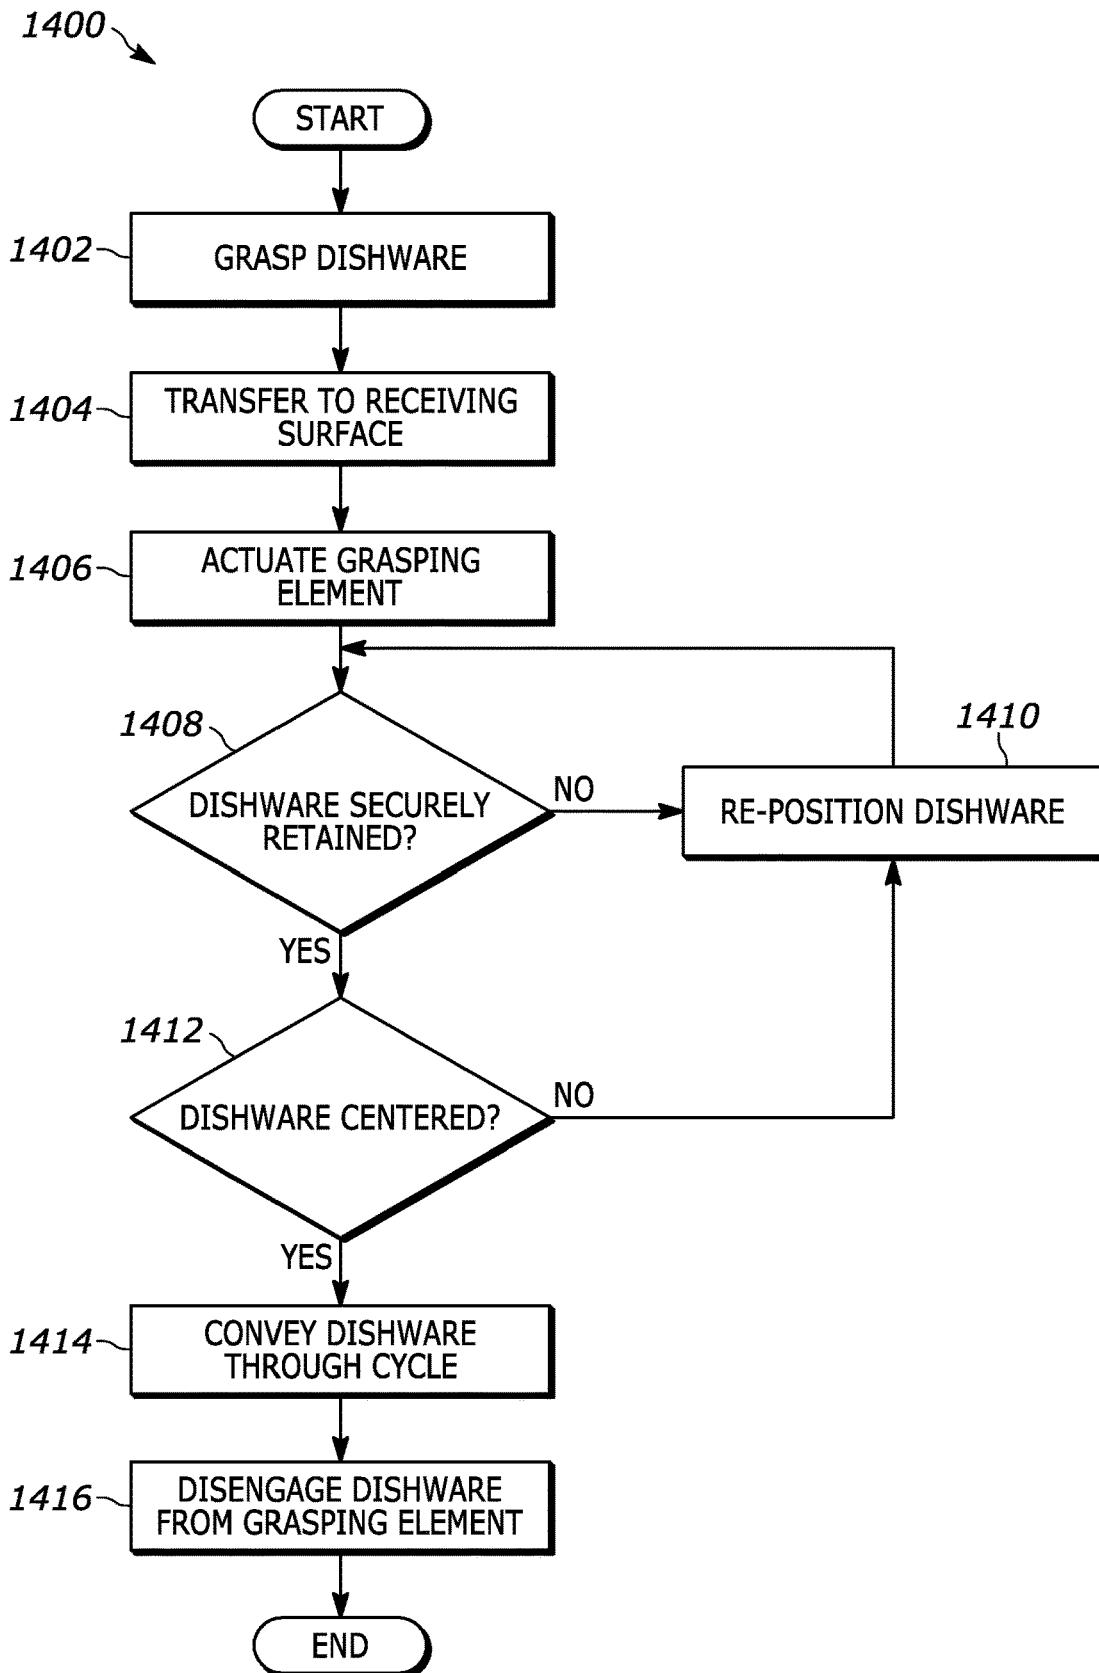 1400
START
1402
GRASP DISHWARE
1404
TRANSFER TO RECEIVING
SURFACE
1406
ACTUATE GRASPING
ELEMENT
1408
DISHWARE SECURELY
RETAINED?
NO
1410
RE-POSITION DISHWARE
YES
1412
DISHWARE CENTERED?
NO
YES
1414
CONVEY DISHWARE
THROUGH CYCLE
1416
DISENGAGE DISHWARE
FROM GRASPING ELEMENT
END